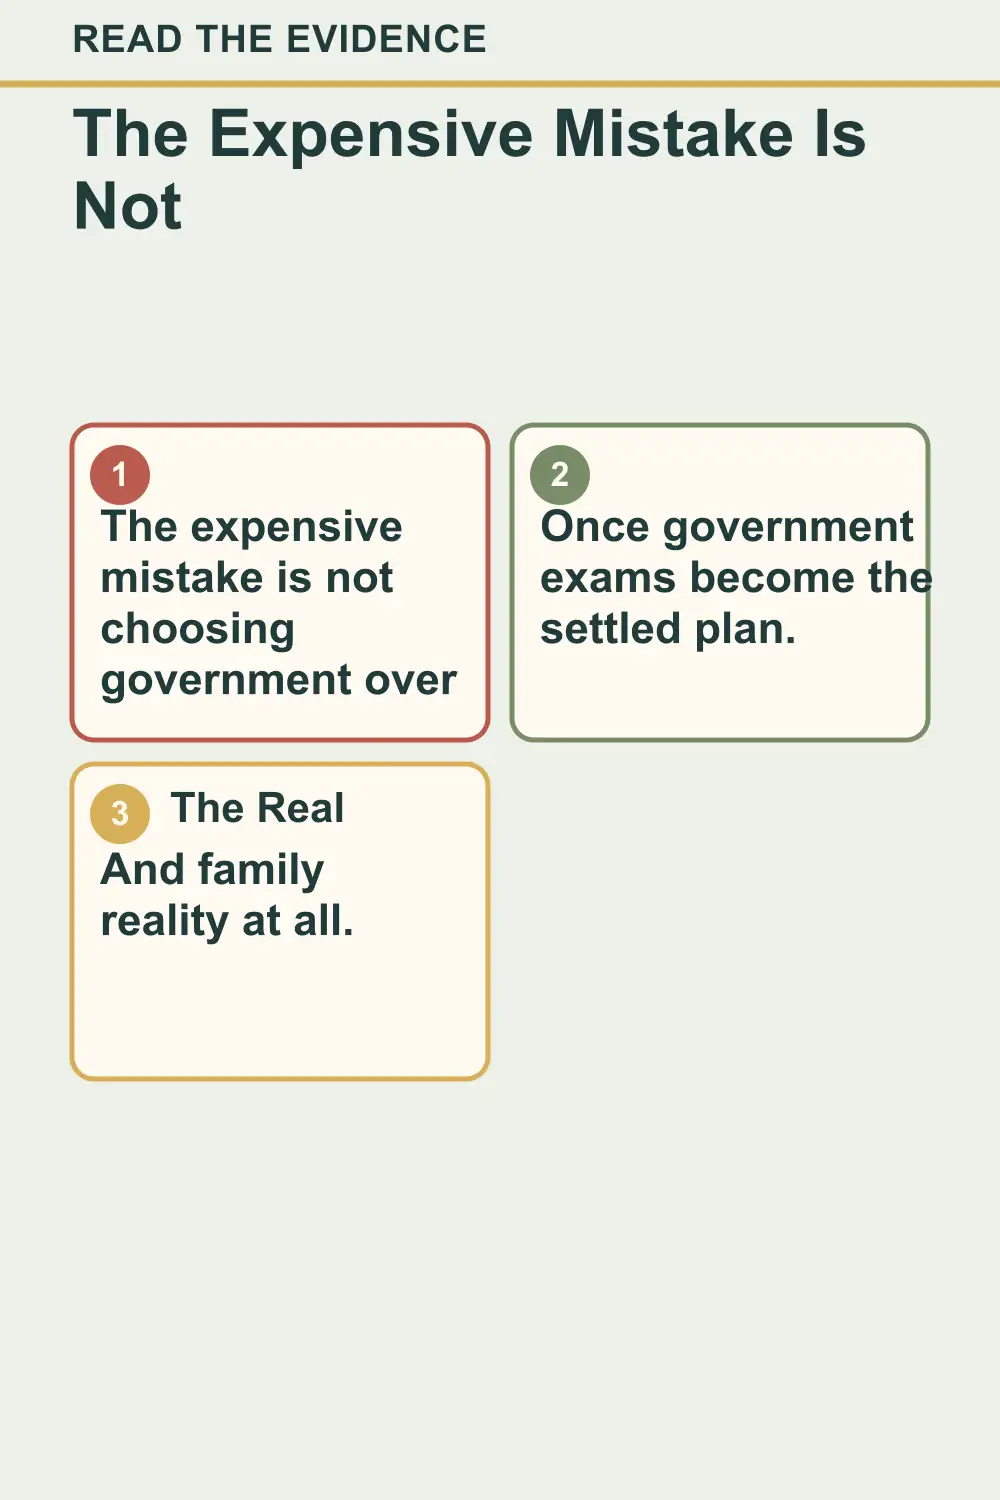 READ THE EVIDENCE
The Expensive Mistake Is
Not
1
The expensive
mistake is not
choosing
government over
2
Once government
exams become the
settled plan.
3
The Real
And family
reality at all.